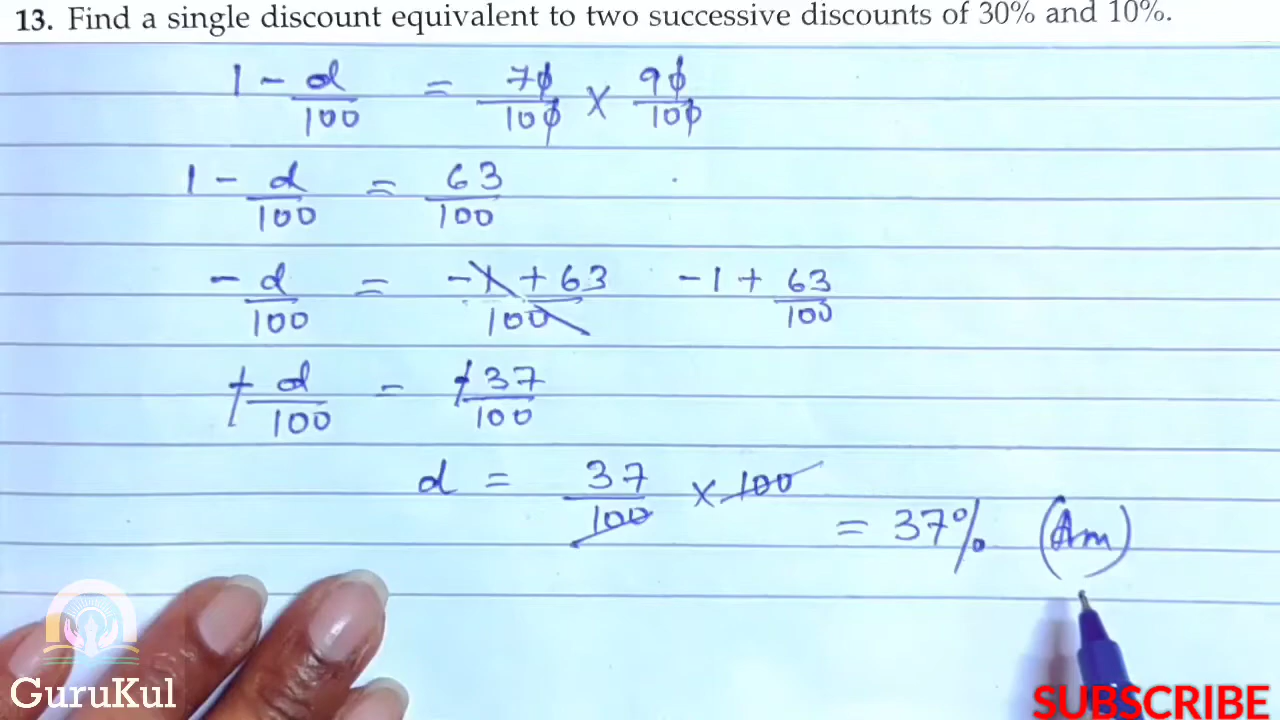 13. Find a single discount equivalent to two successive discounts of 30% and 10%.
1 - d/100 = 70/100 × 90/100
1 - d/100 = 63/100
- d/100 = -1 + 63/100 -1 + 63/100
- d/100 = -37/100
d = 37/100 × 100
= 37% (Ans)
GuruKul
SUBSCRIBE